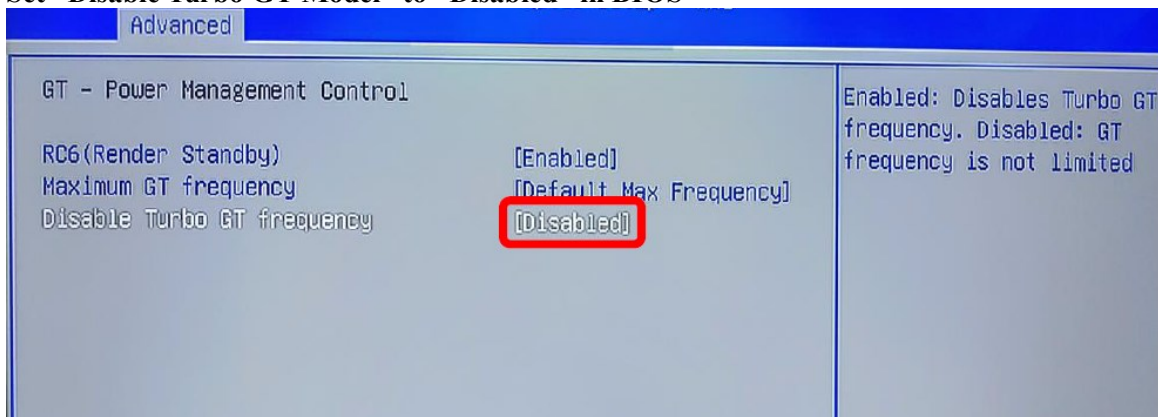 Set "Disable Turbo GT Model" to "Disabled" in BIOS
Advanced
GT - Power Management Control
RC6(Render Standby) [Enabled]
Maximum GT frequency [Default Max Frequency]
Disable Turbo GT frequency [Disabled]
Enabled: Disables Turbo GT
frequency. Disabled: GT
frequency is not limited